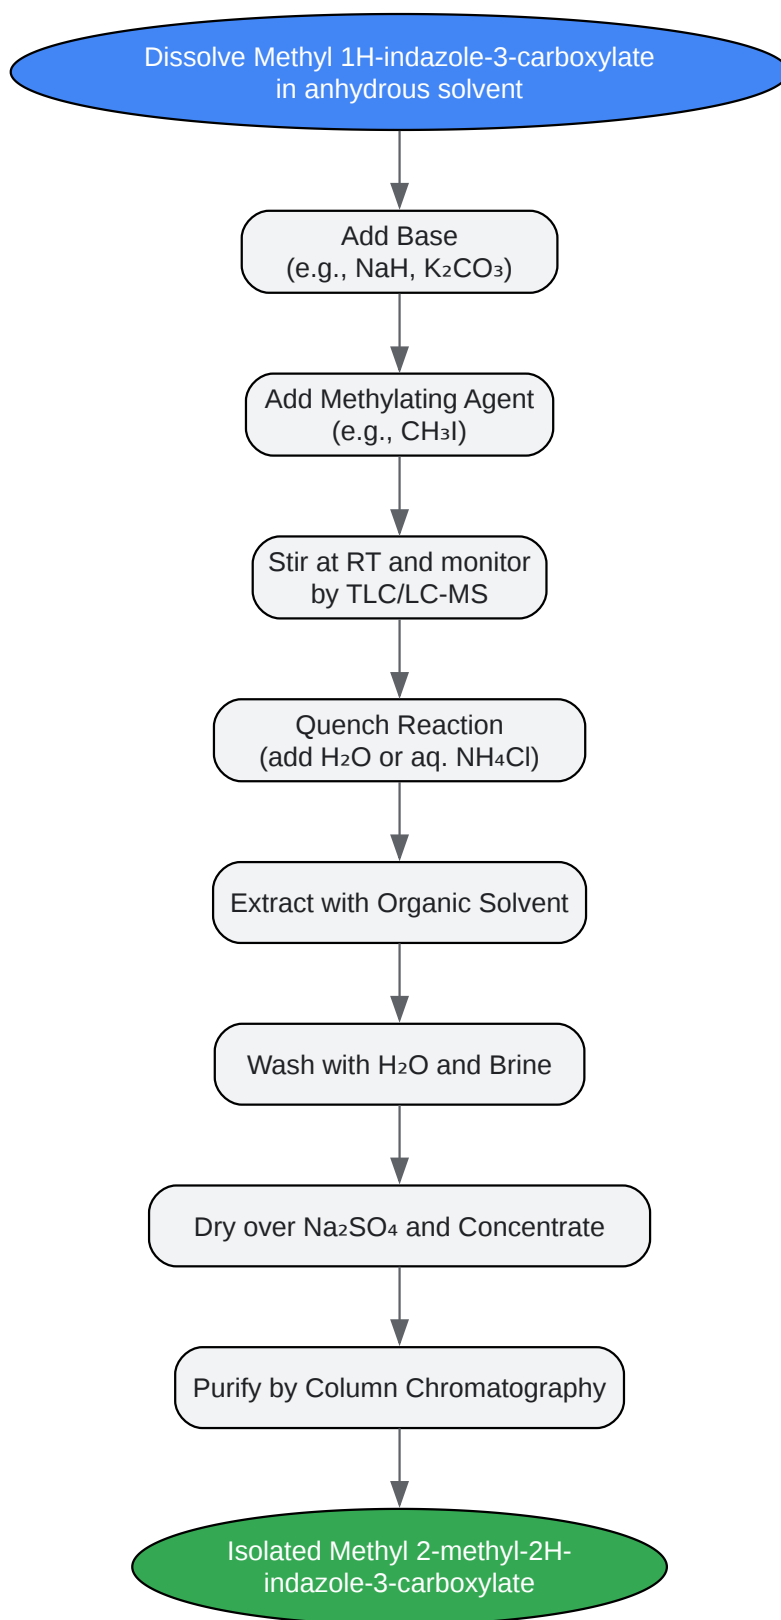 Dissolve Methyl 1H-indazole-3-carboxylate
in anhydrous solvent
Add Base
(e.g., NaH, K₂CO₃)
Add Methylating Agent
(e.g., CH₃I)
Stir at RT and monitor
by TLC/LC-MS
Quench Reaction
(add H₂O or aq. NH₄Cl)
Extract with Organic Solvent
Wash with H₂O and Brine
Dry over Na₂SO₄ and Concentrate
Purify by Column Chromatography
Isolated Methyl 2-methyl-2H-
indazole-3-carboxylate